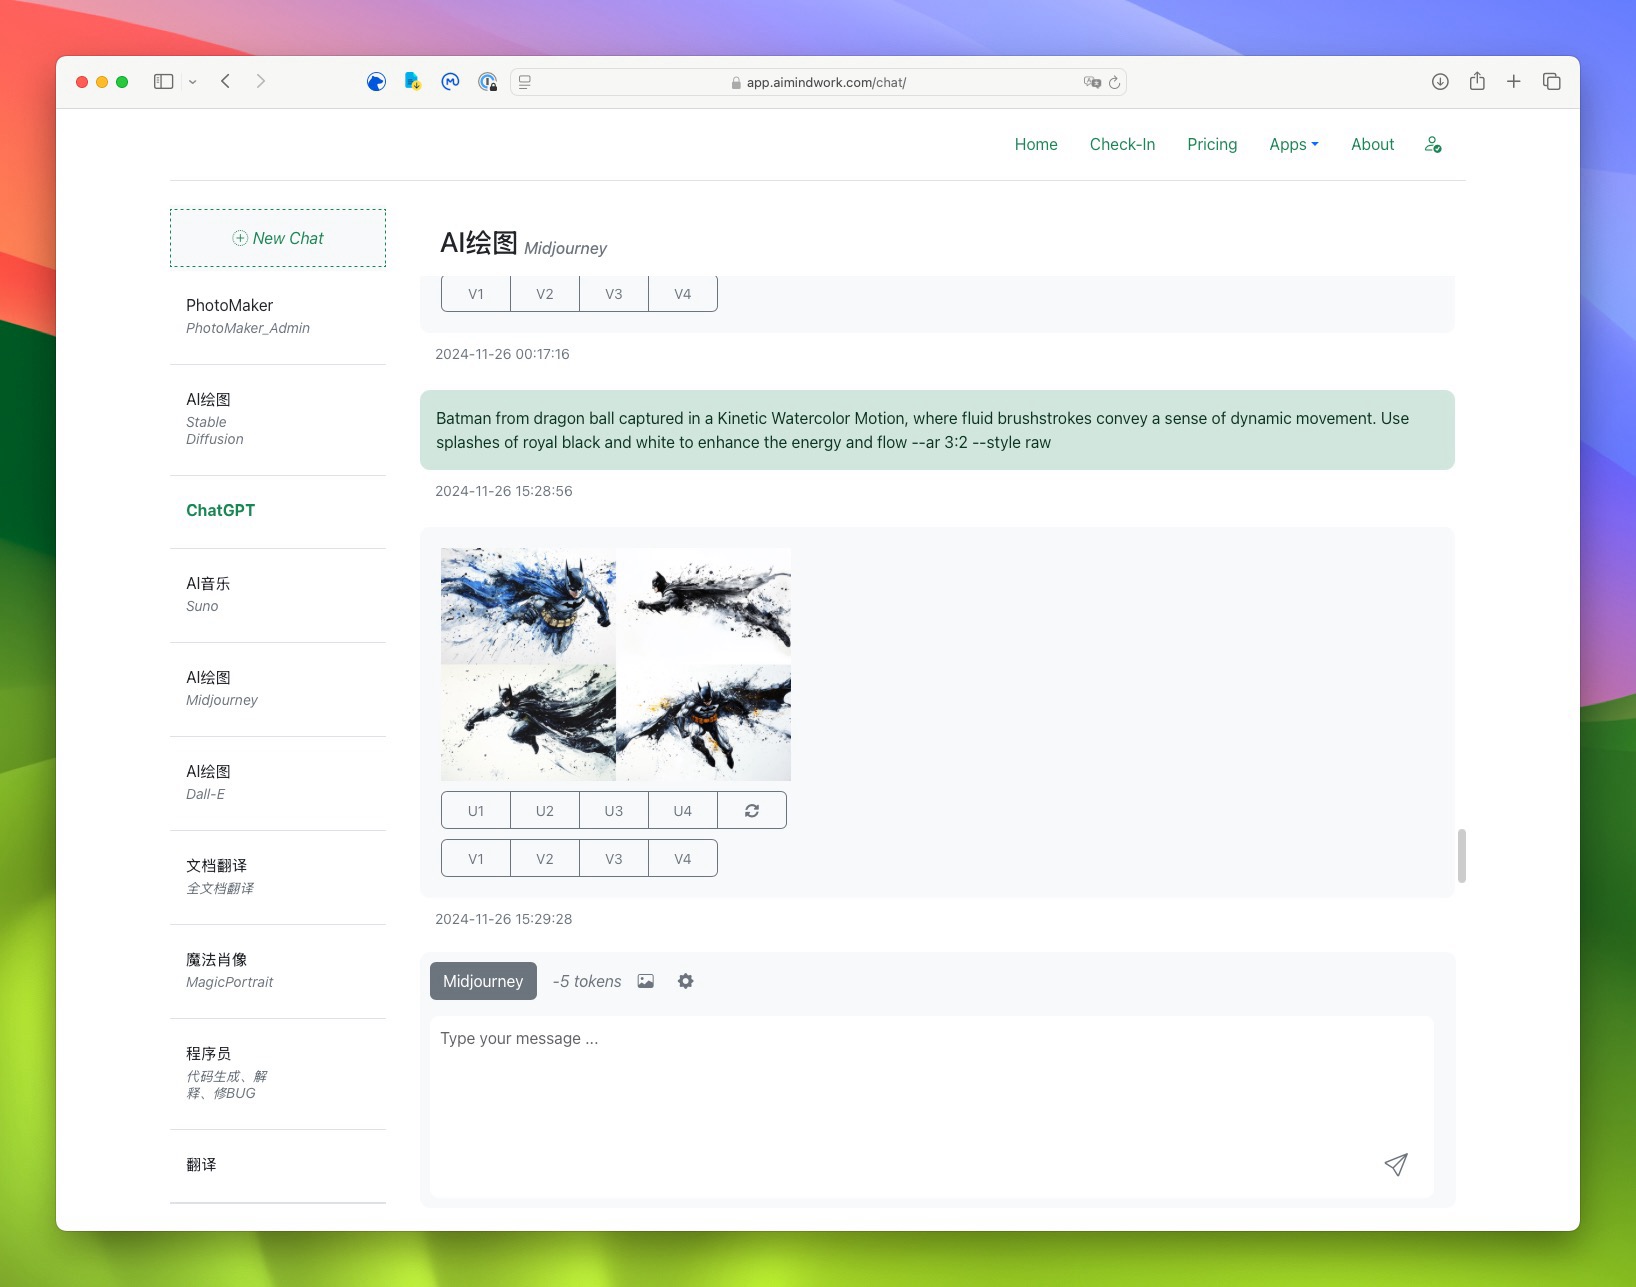 app.aimindwork.com/chat/
Home
Check-In
Pricing
Apps
About
New Chat
PhotoMaker
PhotoMaker_Admin
AI绘图
Stable
Diffusion
ChatGPT
AI音乐
Suno
AI绘图
Midjourney
AI绘图
Dall-E
文档翻译
全文档翻译
魔法肖像
MagicPortrait
程序员
代码生成、解
释、修BUG
翻译
AI绘图 Midjourney
V1 V2 V3 V4
2024-11-26 00:17:16
Batman from dragon ball captured in a Kinetic Watercolor Motion, where fluid brushstrokes convey a sense of dynamic movement. Use
splashes of royal black and white to enhance the energy and flow --ar 3:2 --style raw
2024-11-26 15:28:56
U1 U2 U3 U4
V1 V2 V3 V4
2024-11-26 15:29:28
Midjourney -5 tokens
Type your message ...